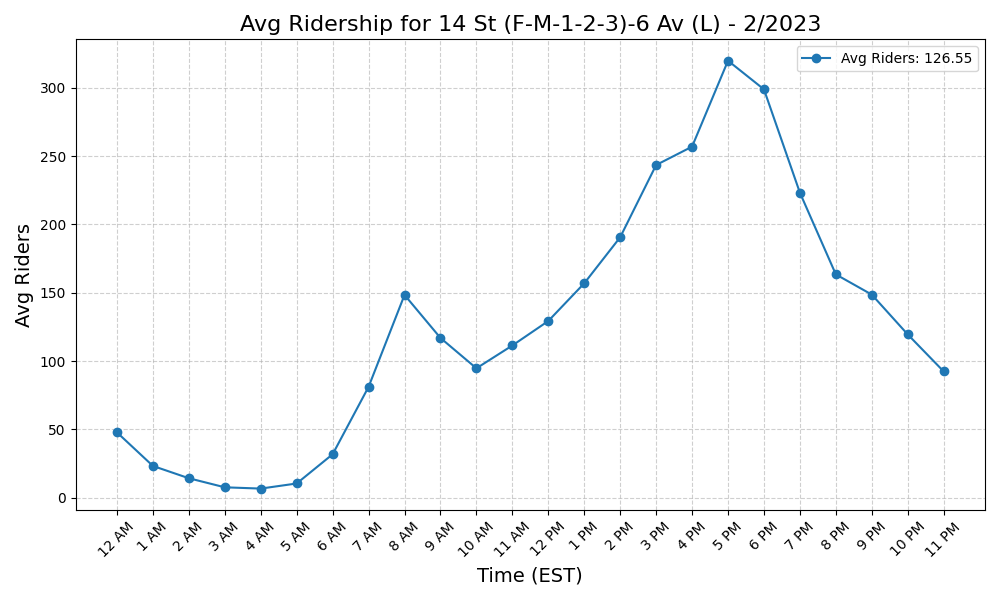 Avg Ridership for 14 St (F-M-1-2-3)-6 Av (L) - 2/2023
Avg Riders: 126.55
300
250
200
150
100
50
0
Avg Riders
12 AM
1 AM
2 AM
3 AM
4 AM
5 AM
6 AM
7 AM
8 AM
9 AM
10 AM
11 AM
12 PM
1 PM
2 PM
3 PM
4 PM
5 PM
6 PM
7 PM
8 PM
9 PM
10 PM
11 PM
Time (EST)